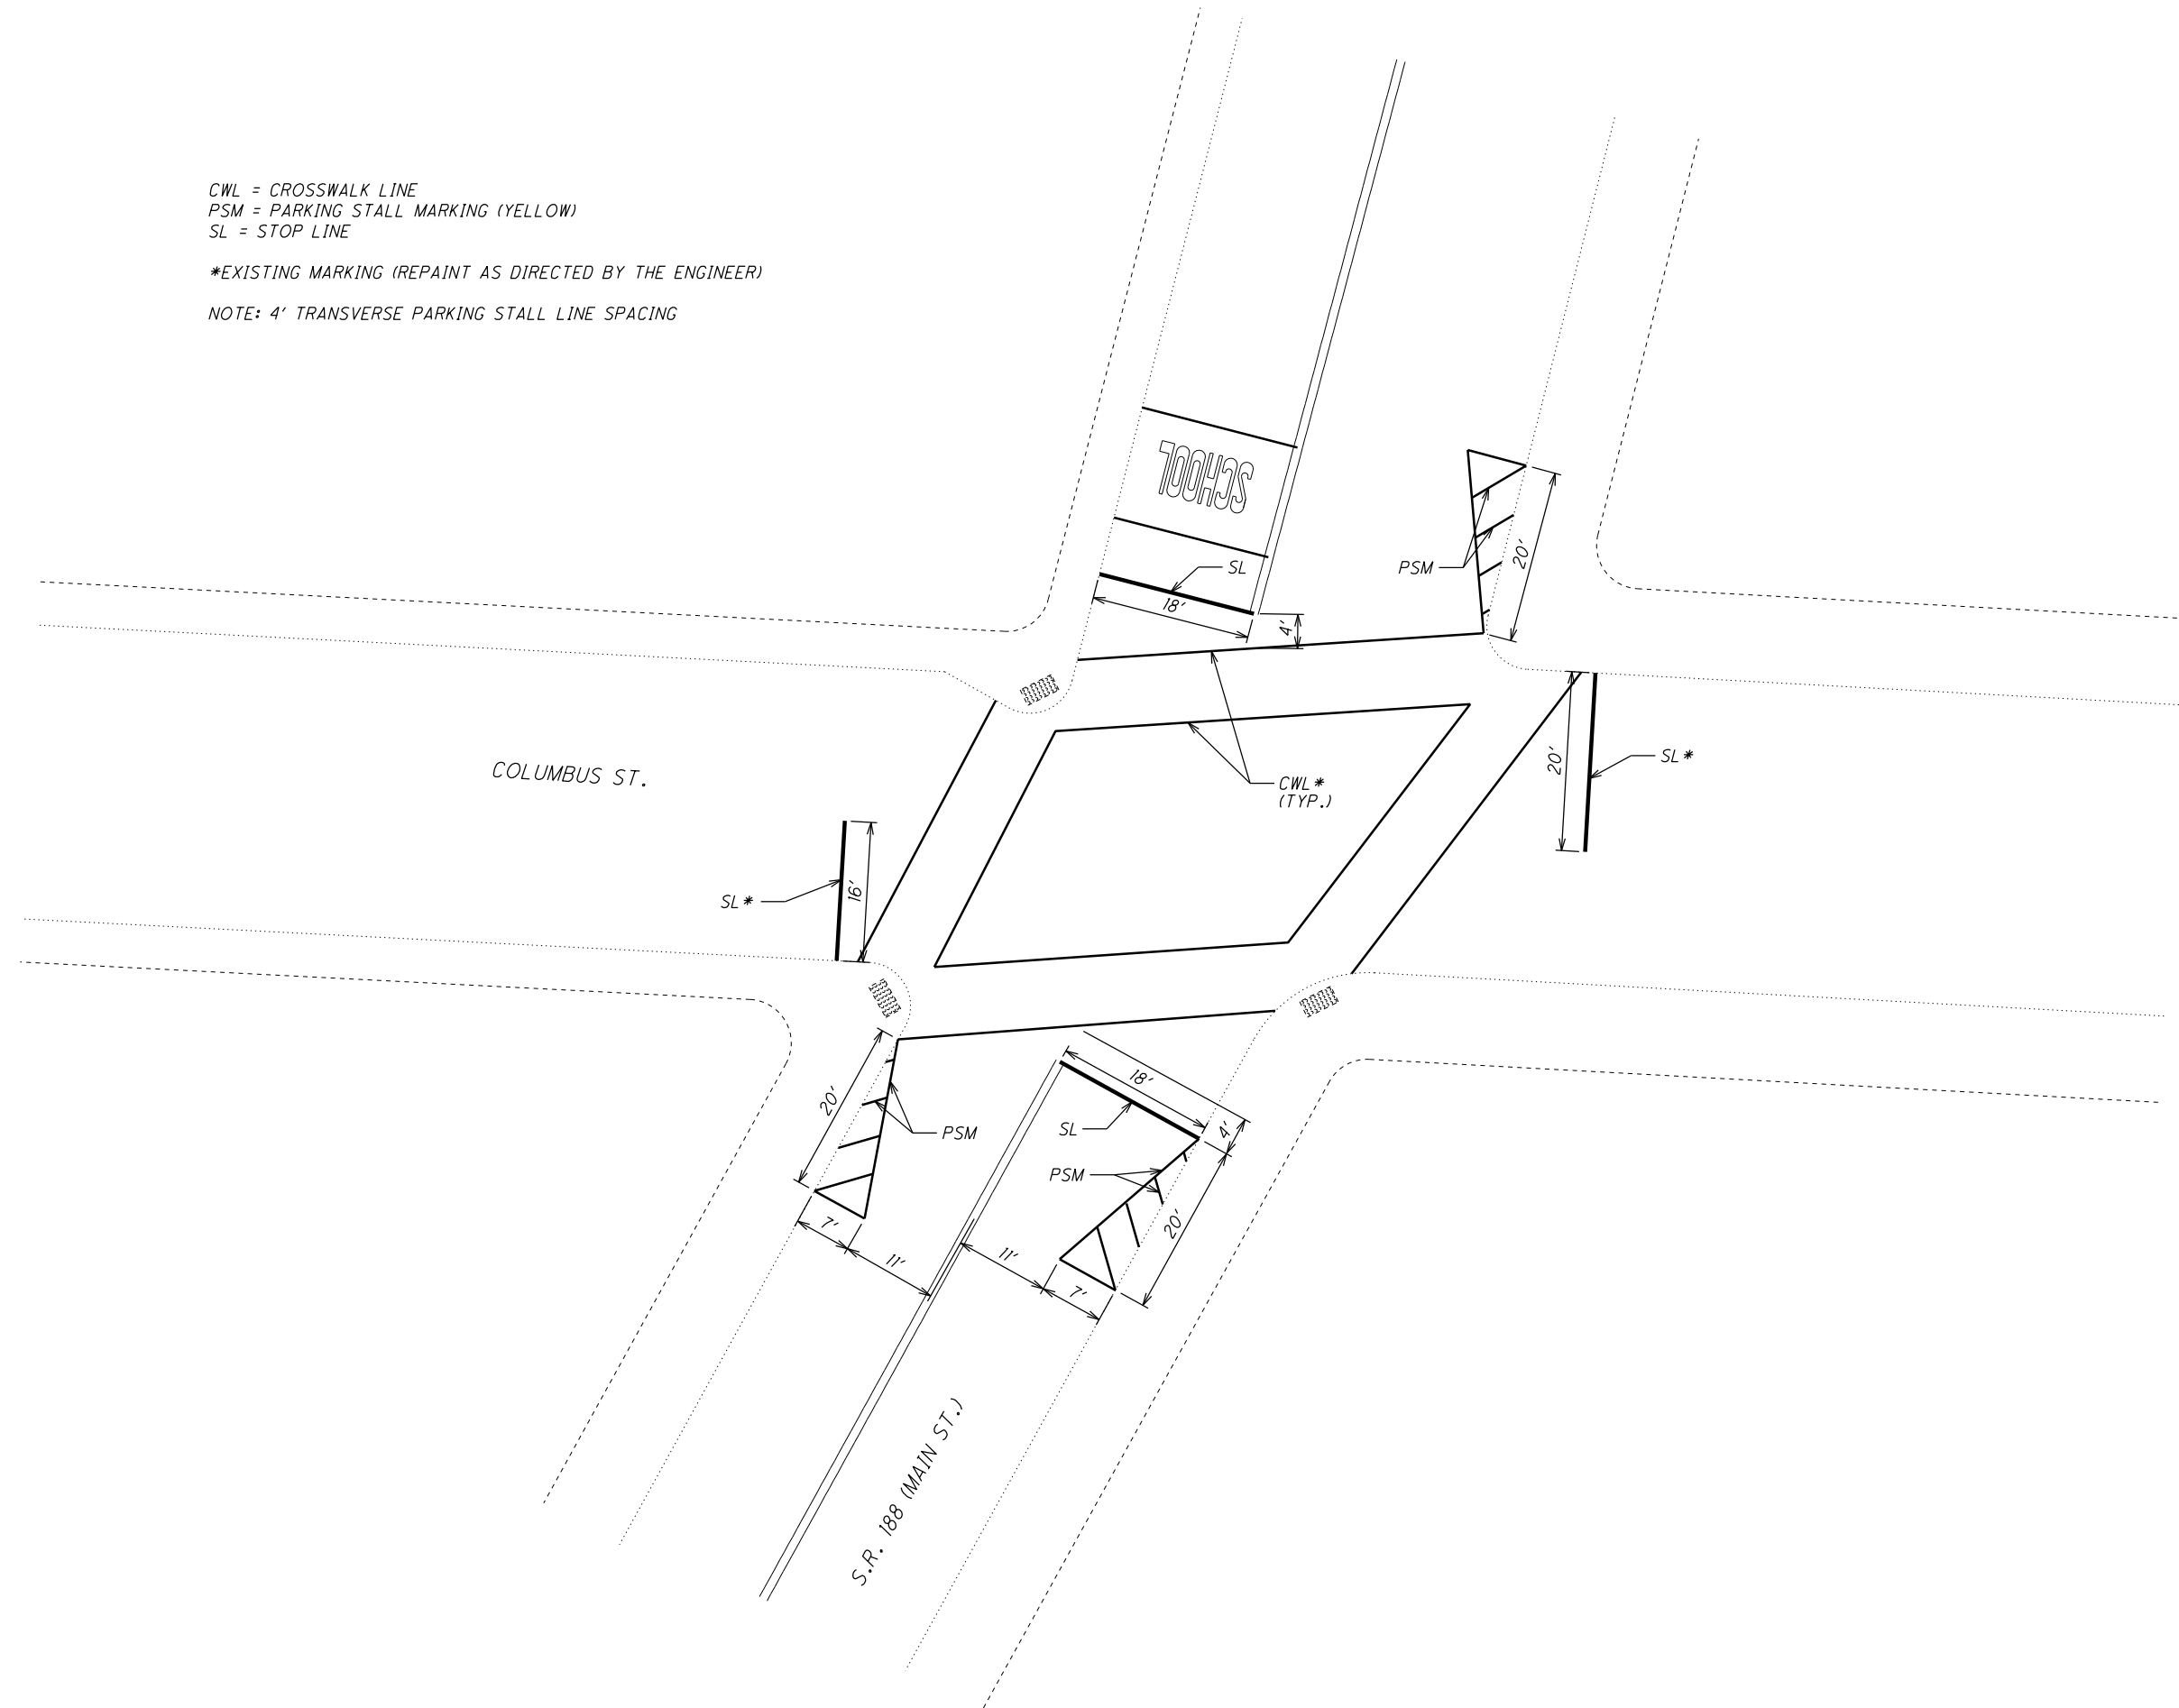 CWL = CROSSWALK LINE
PSM = PARKING STALL MARKING (YELLOW)
SL = STOP LINE
*EXISTING MARKING (REPAINT AS DIRECTED BY THE ENGINEER)
NOTE: 4' TRANSVERSE PARKING STALL LINE SPACING
SCHOOL
SL
18'
4'
PSM
20'
COLUMBUS ST.
CWL*
(TYP.)
20'
SL*
SL*
16'
20'
PSM
7'
11'
18'
SL
4'
PSM
20'
11'
7'
S.R. 188 (MAIN ST.)